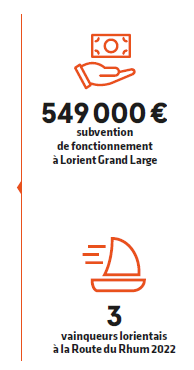 549 000 €
subvention
de fonctionnement
à Lorient Grand Large
3
vainqueurs lorientais
à la Route du Rhum 2022